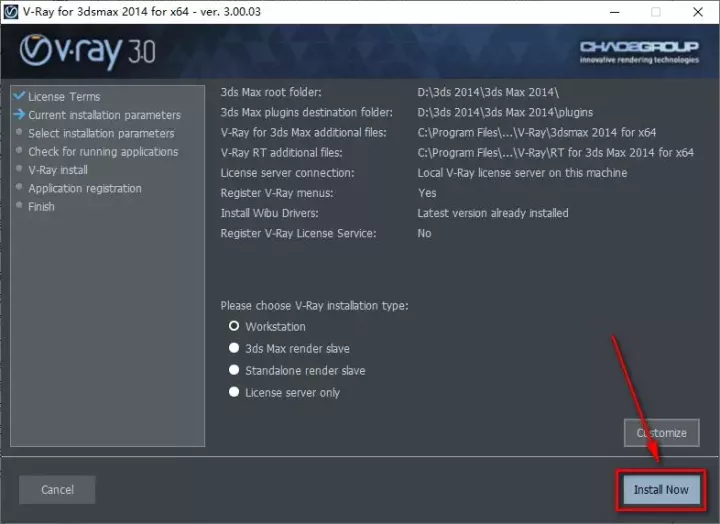 V-Ray for 3dsmax 2014 for x64 - ver. 3.00.03
v·ray 3.0
CHAOSGROUP
innovative rendering technologies
License Terms
Current installation parameters
Select installation parameters
Check for running applications
V-Ray install
Application registration
Finish
3ds Max root folder: D:\3ds 2014\3ds Max 2014\
3ds Max plugins destination folder: D:\3ds 2014\3ds Max 2014\plugins
V-Ray for 3ds Max additional files: C:\Program Files\...\V-Ray\3dsmax 2014 for x64
V-Ray RT additional files: C:\Program Files\...\V-Ray\RT for 3ds Max 2014 for x64
License server connection: Local V-Ray license server on this machine
Register V-Ray menus: Yes
Install Wibu Drivers: Latest version already installed
Register V-Ray License Service: No
Please choose V-Ray installation type:
Workstation
3ds Max render slave
Standalone render slave
License server only
Customize
Cancel
Install Now